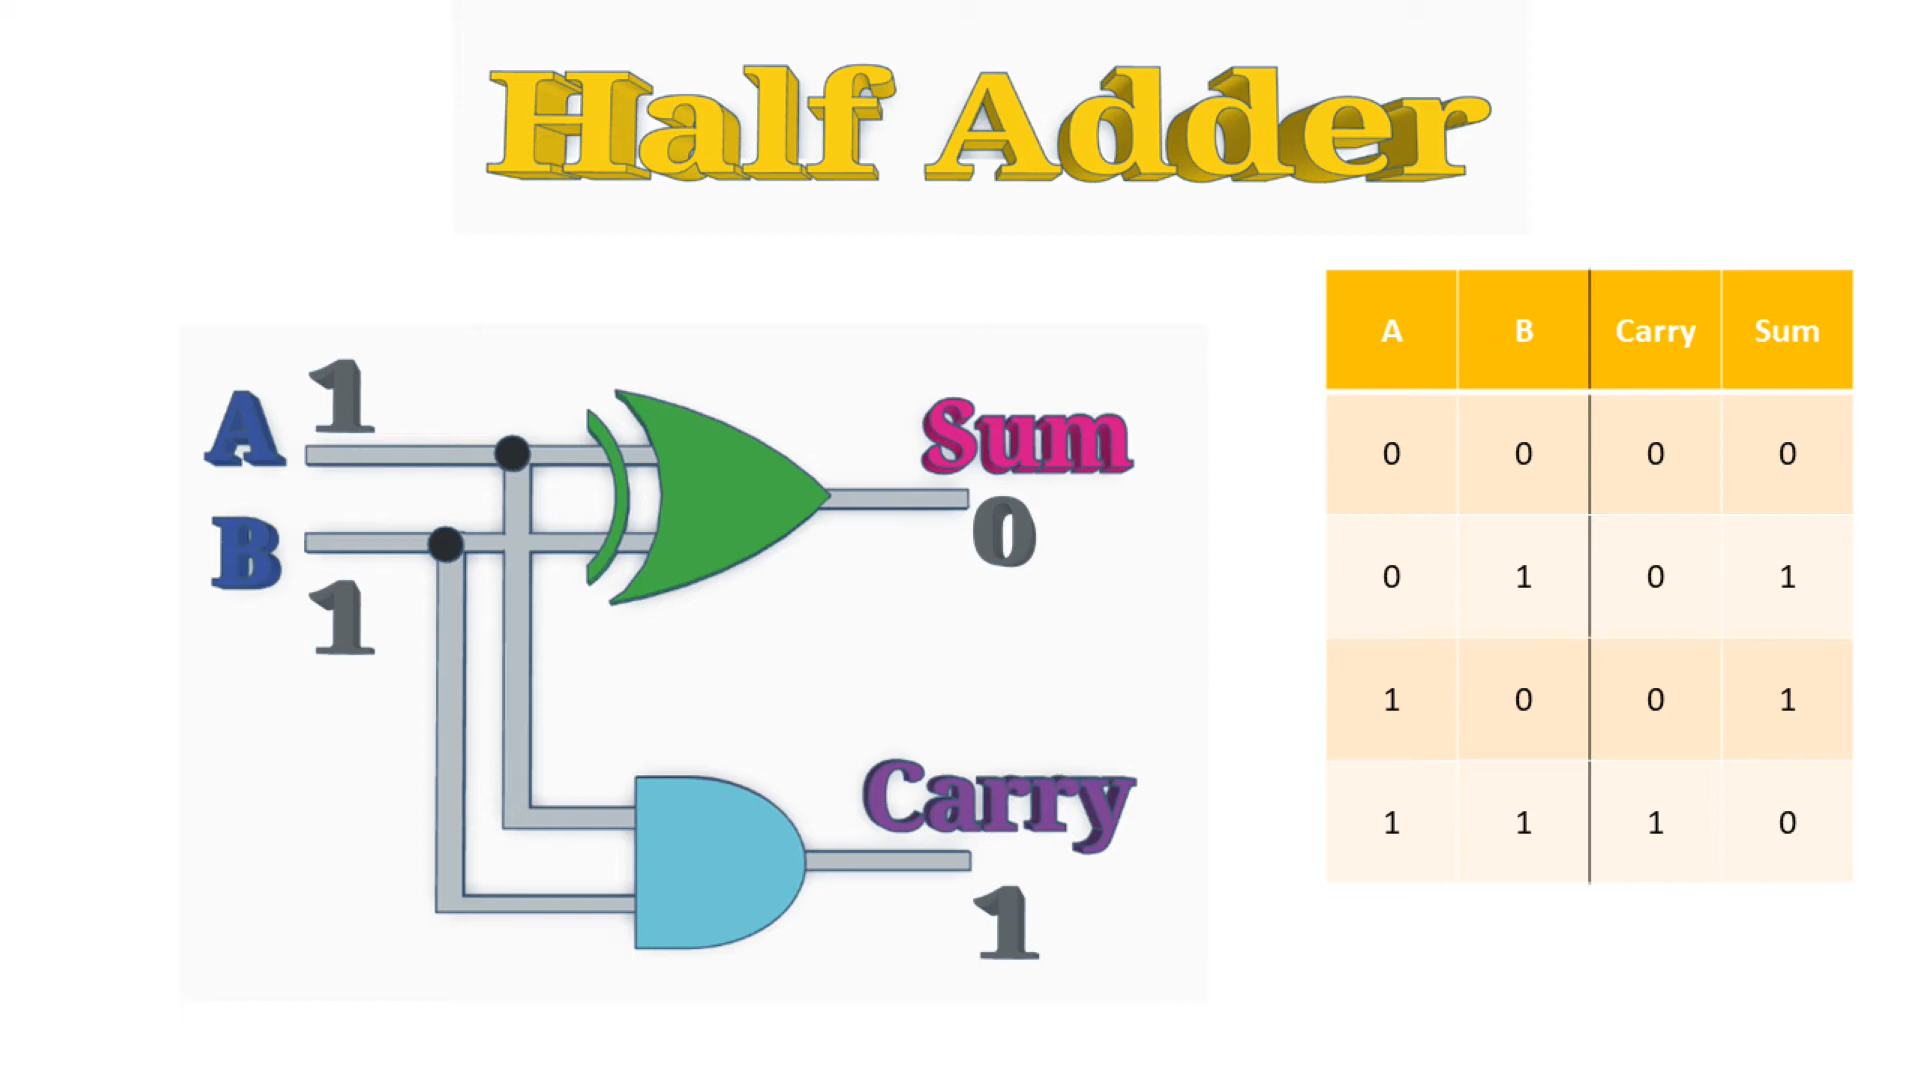 Half Adder
A 1
B 1
Sum 0
Carry 1
A B Carry Sum
0 0 0 0
0 1 0 1
1 0 0 1
1 1 1 0